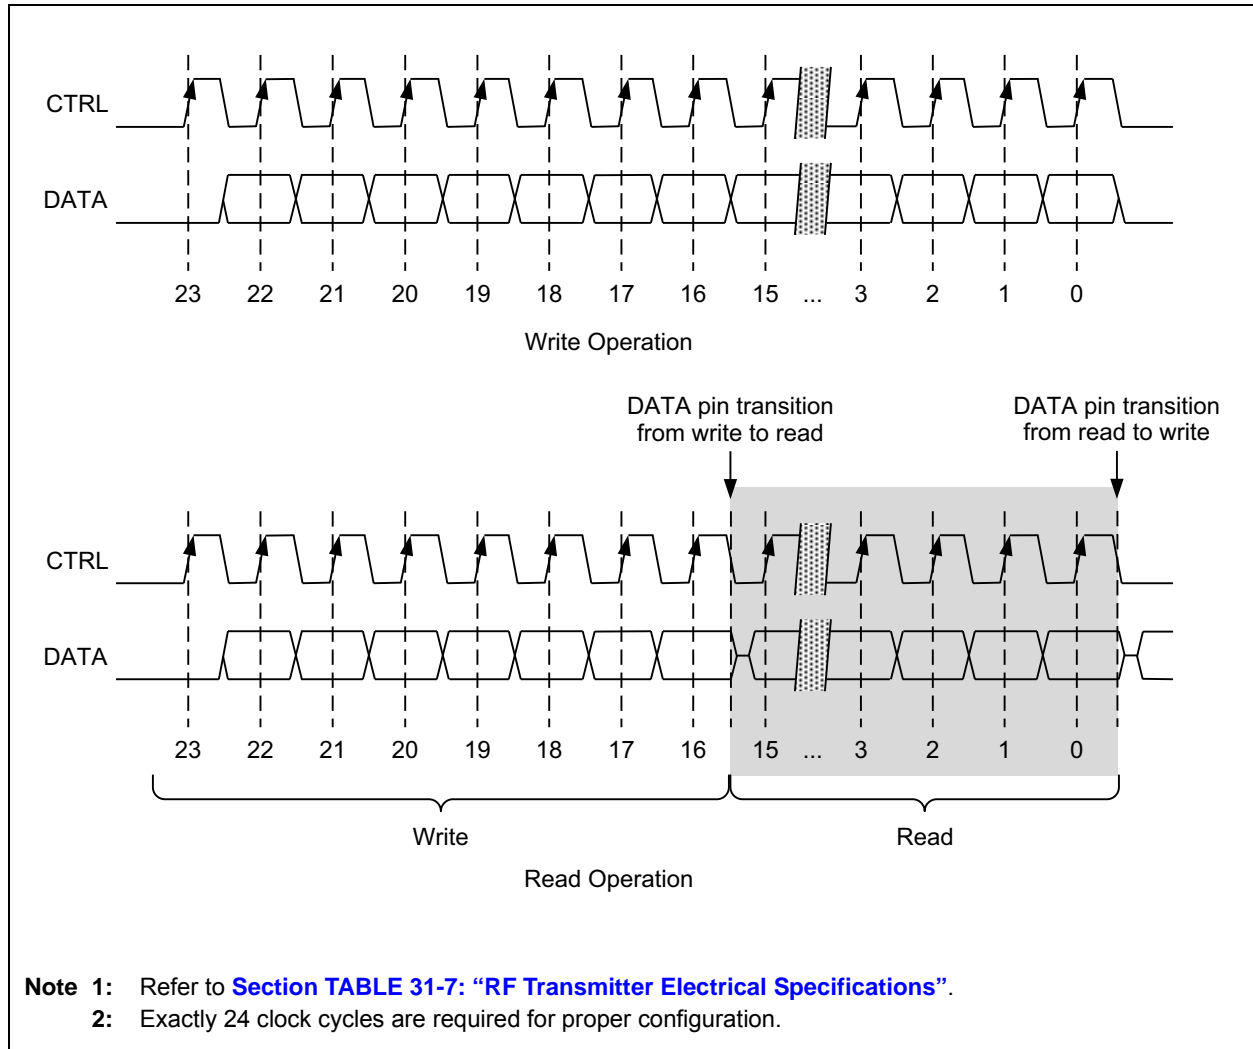 CTRL
DATA
23 22 21 20 19 18 17 16 15 ... 3 2 1 0
Write Operation
DATA pin transition
from write to read
DATA pin transition
from read to write
CTRL
DATA
23 22 21 20 19 18 17 16 15 ... 3 2 1 0
Write Read
Read Operation
Note 1: Refer to Section TABLE 31-7: “RF Transmitter Electrical Specifications”.
2: Exactly 24 clock cycles are required for proper configuration.